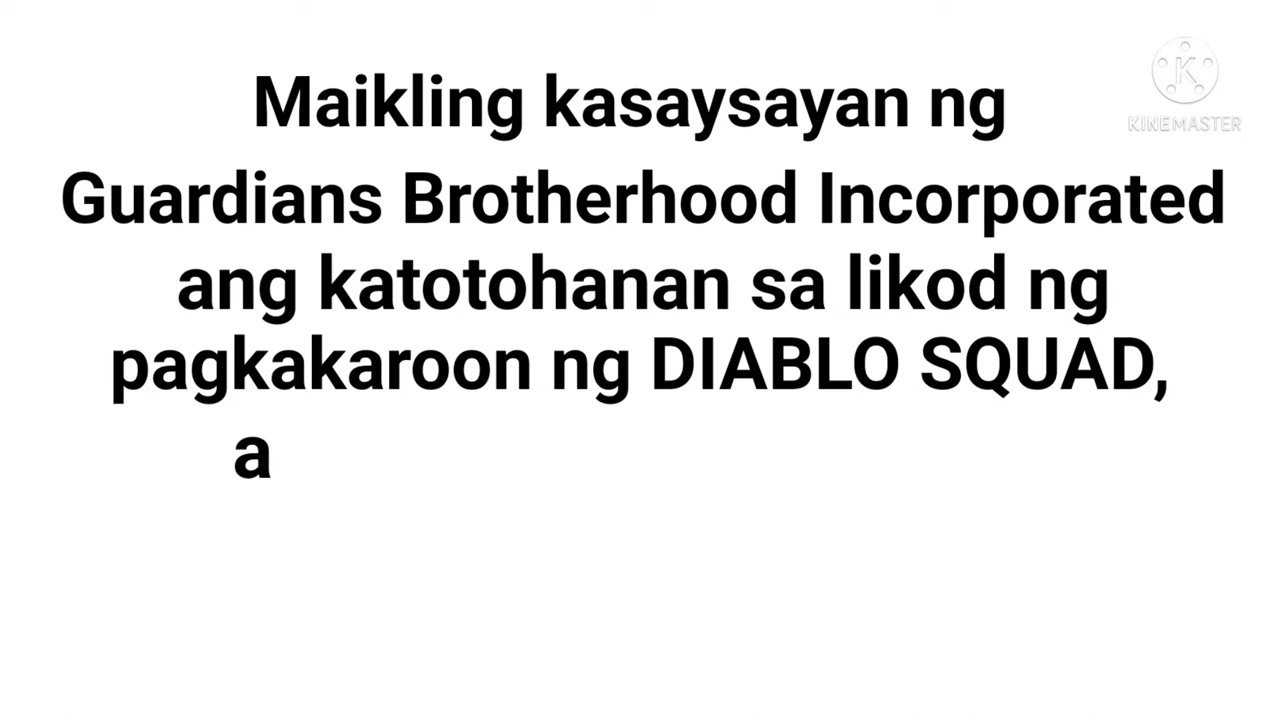 Maikling kasaysayan ng
Guardians Brotherhood Incorporated
ang katotohanan sa likod ng
pagkakaroon ng DIABLO SQUAD,
a
K
KINEMASTER